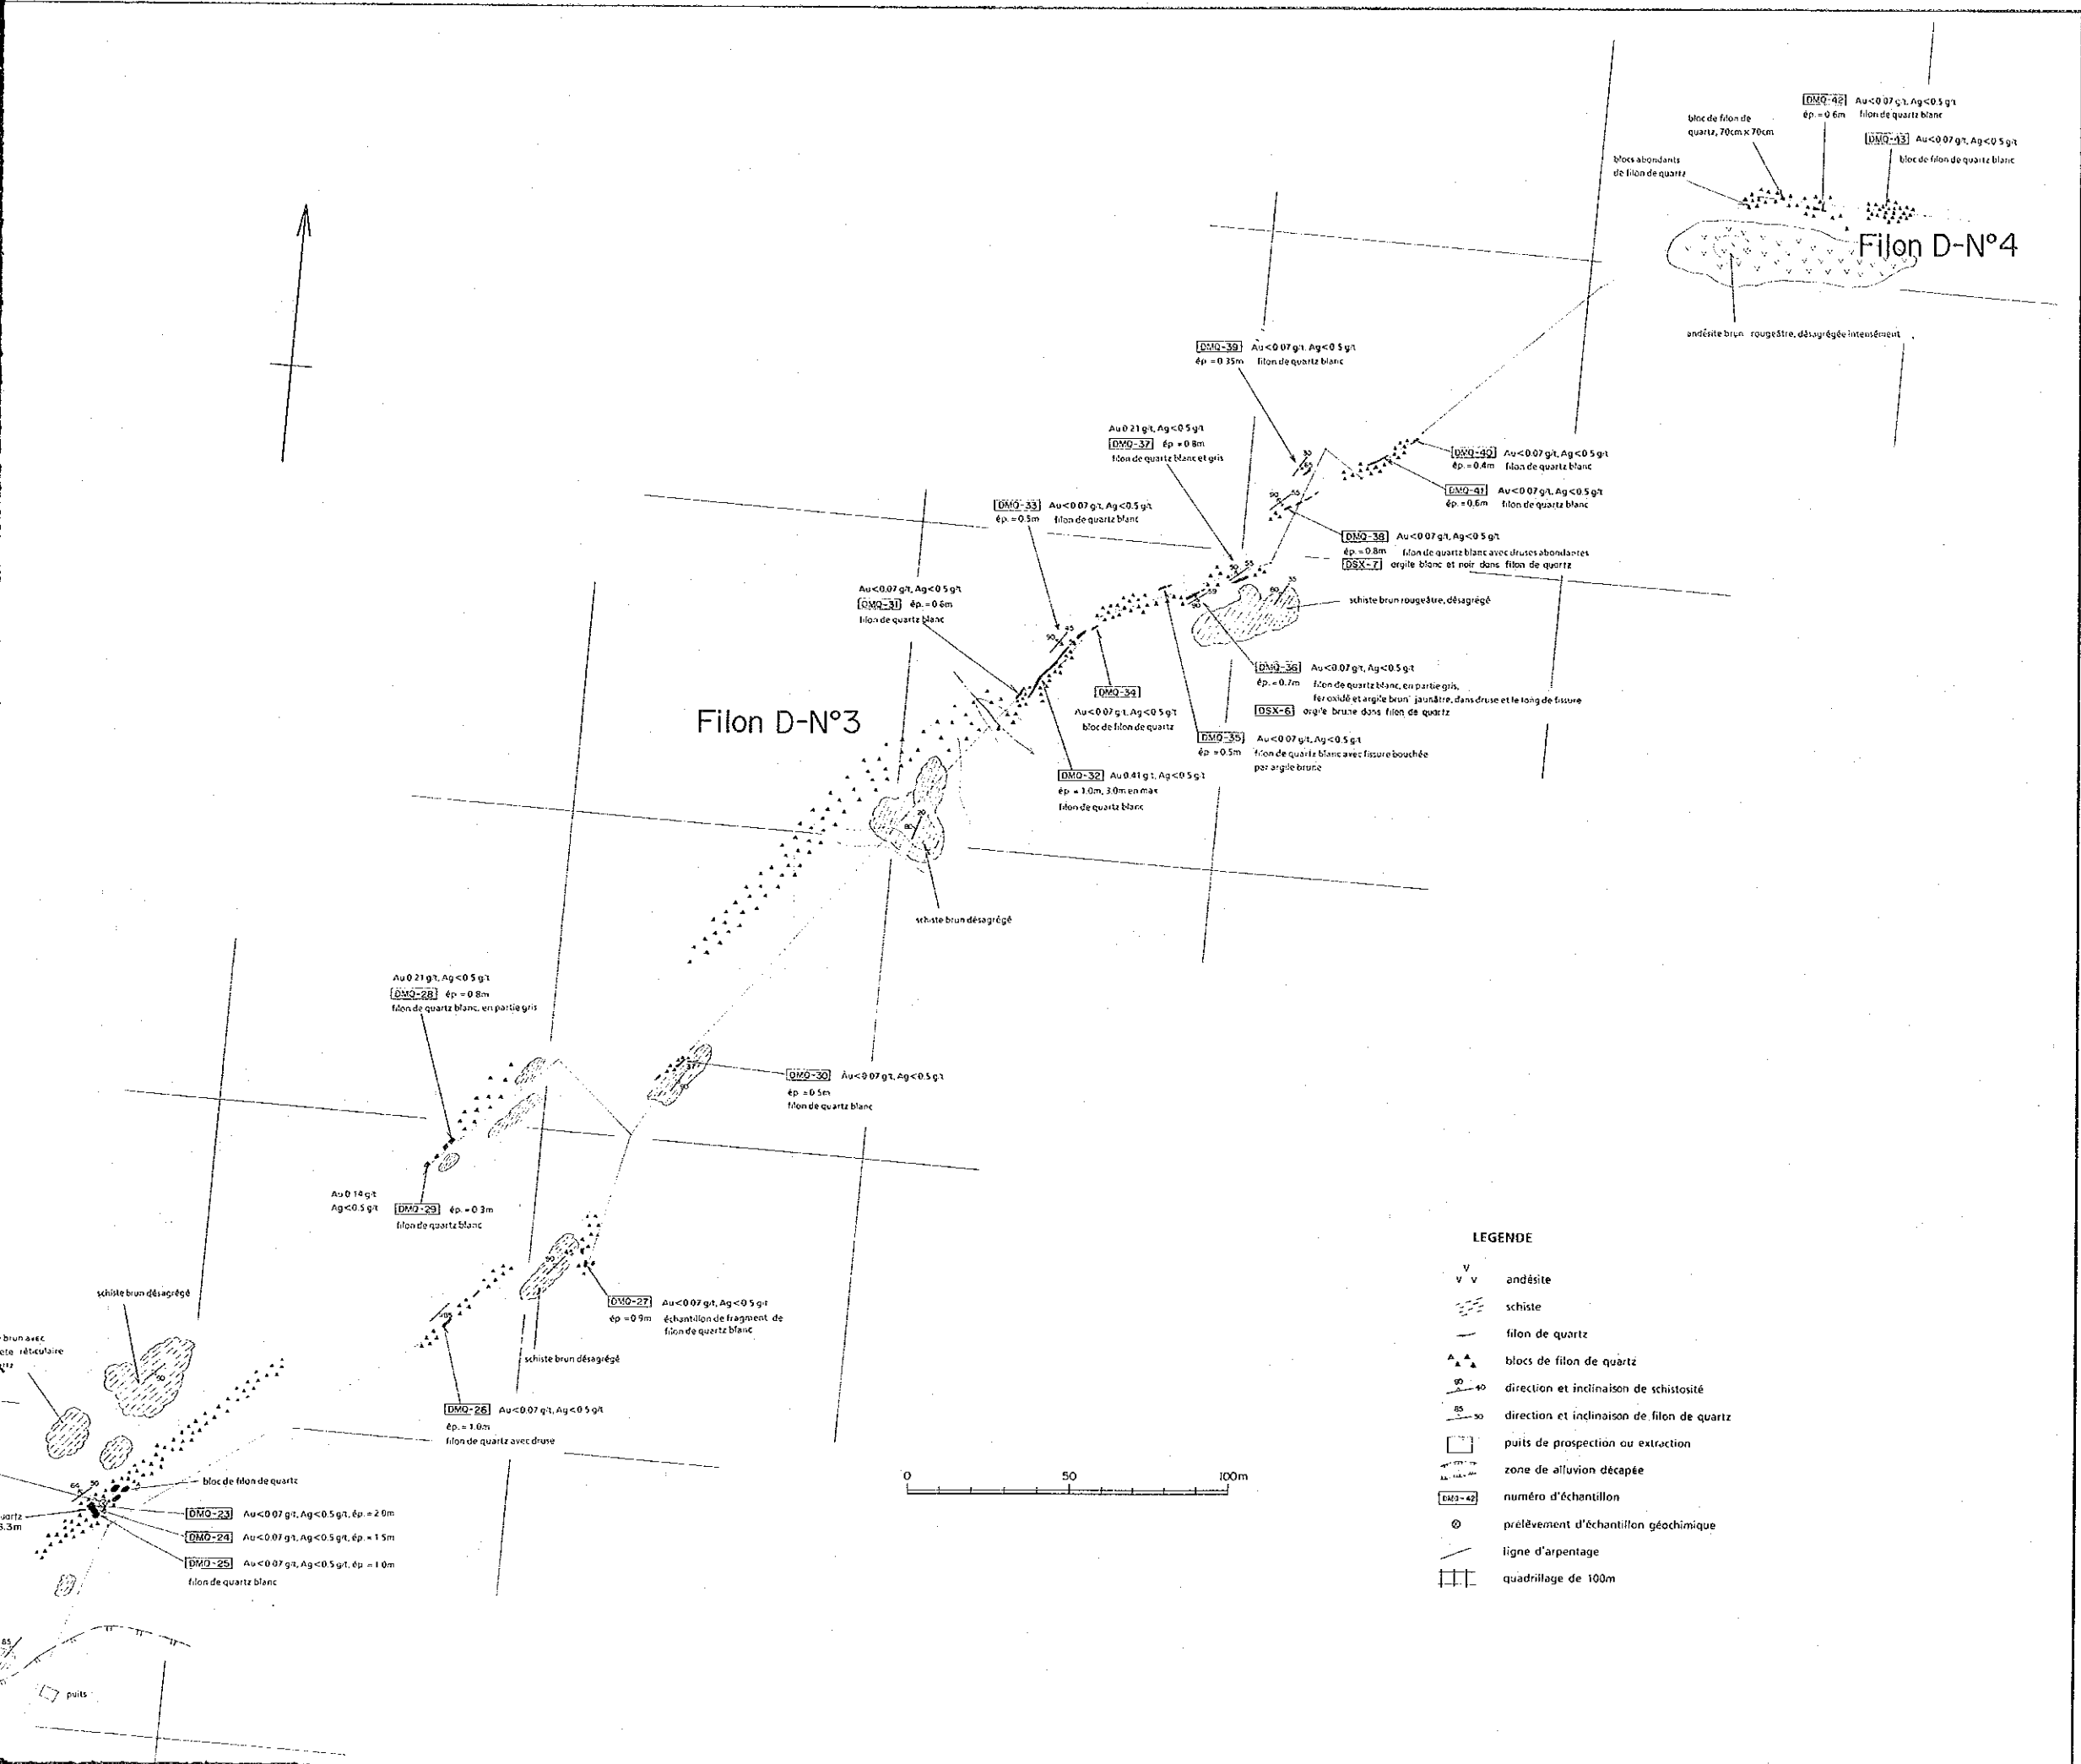 DMQ-42 Au<0.07 g/t, Ag<0.5 g/t
ép.=0.6m filon de quartz blanc
bloc de filon de
quartz, 70cm x 70cm
DMQ-43 Au<0.07 g/t, Ag<0.5 g/t
bloc de filon de quartz blanc
blocs abondants
de filon de quartz
Filon D-N°4
andésite brun rougeâtre, désagrégée intensément
DMQ-39 Au<0.07 g/t, Ag<0.5 g/t
ép.=0.35m filon de quartz blanc
Au 0.21 g/t, Ag<0.5 g/t
DMQ-37 ép.=0.8m
filon de quartz blanc et gris
DMQ-40 Au<0.07 g/t, Ag<0.5 g/t
ép.=0.4m filon de quartz blanc
DMQ-41 Au<0.07 g/t, Ag<0.5 g/t
ép.=0.6m filon de quartz blanc
DMQ-33 Au<0.07 g/t, Ag<0.5 g/t
ép.=0.5m filon de quartz blanc
DMQ-38 Au<0.07 g/t, Ag<0.5 g/t
ép.=0.8m filon de quartz blanc avec druses abondantes
DSX-7 argile blanc et noir dans filon de quartz
Au<0.07 g/t, Ag<0.5 g/t
DMQ-31 ép.=0.6m
filon de quartz blanc
schiste brun rougeâtre, désagrégé
DMQ-36 Au<0.07 g/t, Ag<0.5 g/t
ép.=0.7m filon de quartz blanc, en partie gris,
fer oxidé et argile brun jaunâtre, dans druse et le long de fissure
DSX-6 argile brune dans filon de quartz
DMQ-34
Au<0.07 g/t, Ag<0.5 g/t
bloc de filon de quartz
Filon D-N°3
DMQ-35 Au<0.07 g/t, Ag<0.5 g/t
ép.=0.5m filon de quartz blanc avec fissure bouchée
par argile brune
DMQ-32 Au 0.41 g/t, Ag<0.5 g/t
ép.=1.0m, 3.0m en max
filon de quartz blanc
schiste brun désagrégé
Au 0.21 g/t, Ag<0.5 g/t
DMQ-28 ép.=0.8m
filon de quartz blanc, en partie gris
DMQ-30 Au<0.07 g/t, Ag<0.5 g/t
ép.=0.5m
filon de quartz blanc
Au 0.14 g/t
Ag<0.5 g/t DMQ-29 ép.=0.3m
filon de quartz blanc
DMQ-27 Au<0.07 g/t, Ag<0.5 g/t
ép.=0.9m échantillon de fragment de
filon de quartz blanc
schiste brun désagrégé
schiste brun désagrégé
brun avec
réticulaire
DMQ-26 Au<0.07 g/t, Ag<0.5 g/t
ép.=1.0m
filon de quartz avec druse
bloc de filon de quartz
DMQ-23 Au<0.07 g/t, Ag<0.5 g/t, ép.=2.0m
DMQ-24 Au<0.07 g/t, Ag<0.5 g/t, ép.=1.5m
DMQ-25 Au<0.07 g/t, Ag<0.5 g/t, ép.=1.0m
filon de quartz blanc
puits
0 50 100m
LEGENDE
v
v v andésite
schiste
filon de quartz
blocs de filon de quartz
90 40 direction et inclinaison de schistosité
85 50 direction et inclinaison de filon de quartz
puits de prospection ou extraction
zone de alluvion décapée
DMQ-42 numéro d'échantillon
prélèvement d'échantillon géochimique
ligne d'arpentage
quadrillage de 100m